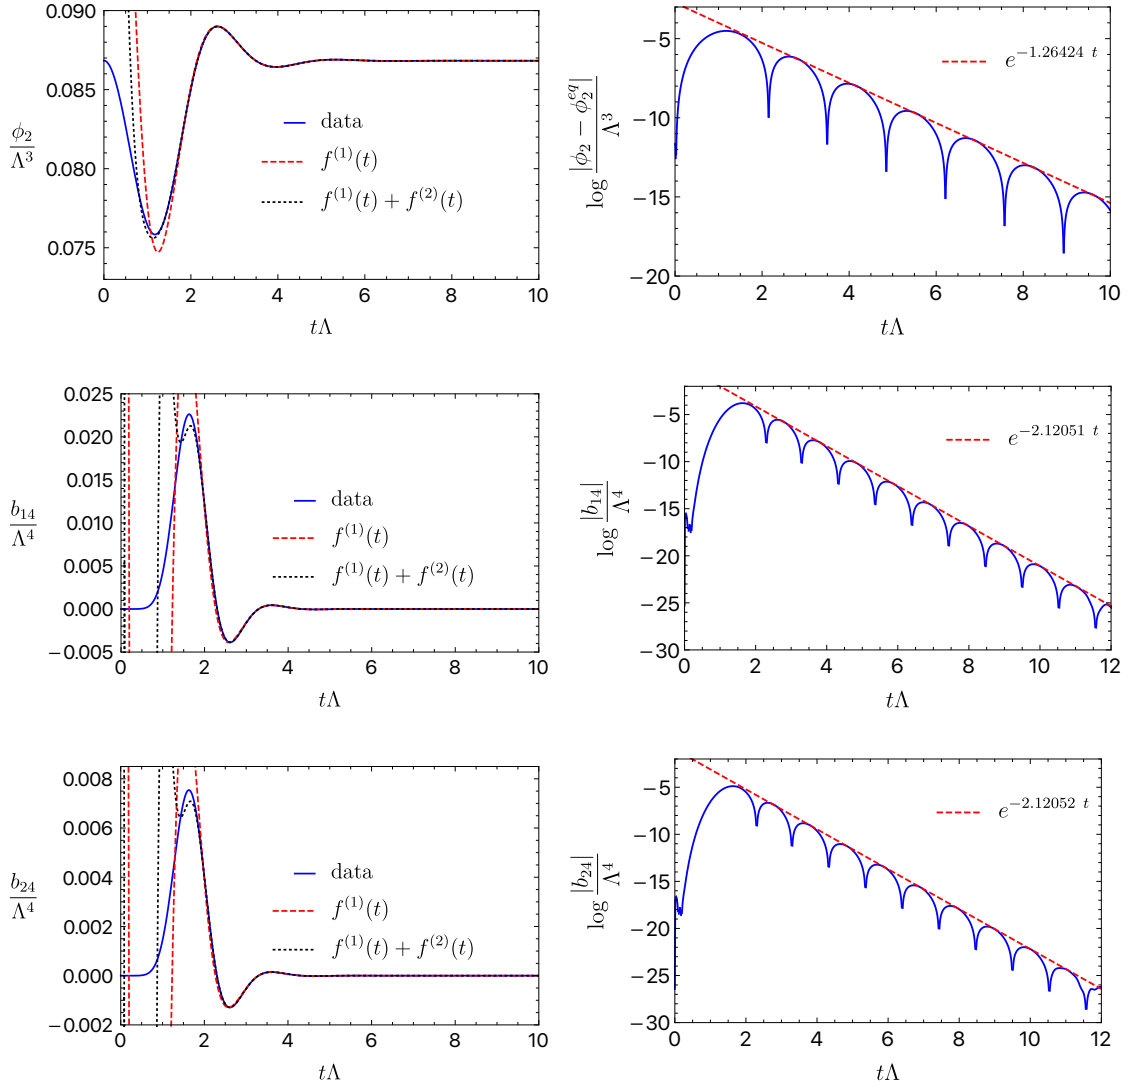 0.090
0.085
0.080
0.075
0 2 4 6 8 10
ϕ₂/Λ³
tΛ
data
f⁽¹⁾(t)
f⁽¹⁾(t) + f⁽²⁾(t)
−5
−10
−15
−20
0 2 4 6 8 10
log |ϕ₂ − ϕ₂^{eq}|/Λ³
tΛ
e^{−1.26424 t}
0.025
0.020
0.015
0.010
0.005
0.000
−0.005
0 2 4 6 8 10
b₁₄/Λ⁴
tΛ
data
f⁽¹⁾(t)
f⁽¹⁾(t) + f⁽²⁾(t)
−5
−10
−15
−20
−25
−30
0 2 4 6 8 10 12
log |b₁₄|/Λ⁴
tΛ
e^{−2.12051 t}
0.008
0.006
0.004
0.002
0.000
−0.002
0 2 4 6 8 10
b₂₄/Λ⁴
tΛ
data
f⁽¹⁾(t)
f⁽¹⁾(t) + f⁽²⁾(t)
−5
−10
−15
−20
−25
−30
0 2 4 6 8 10 12
log |b₂₄|/Λ⁴
tΛ
e^{−2.12052 t}